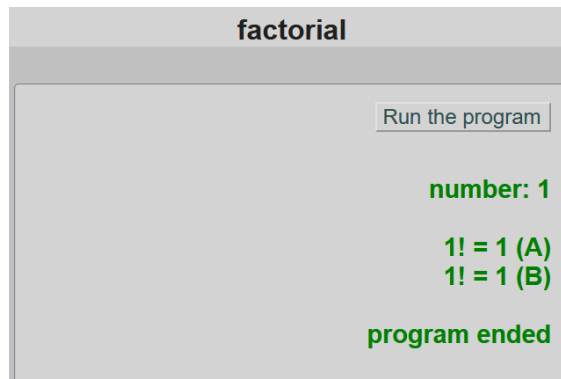 factorial
Run the program
number: 1
1! = 1 (A)
1! = 1 (B)
program ended